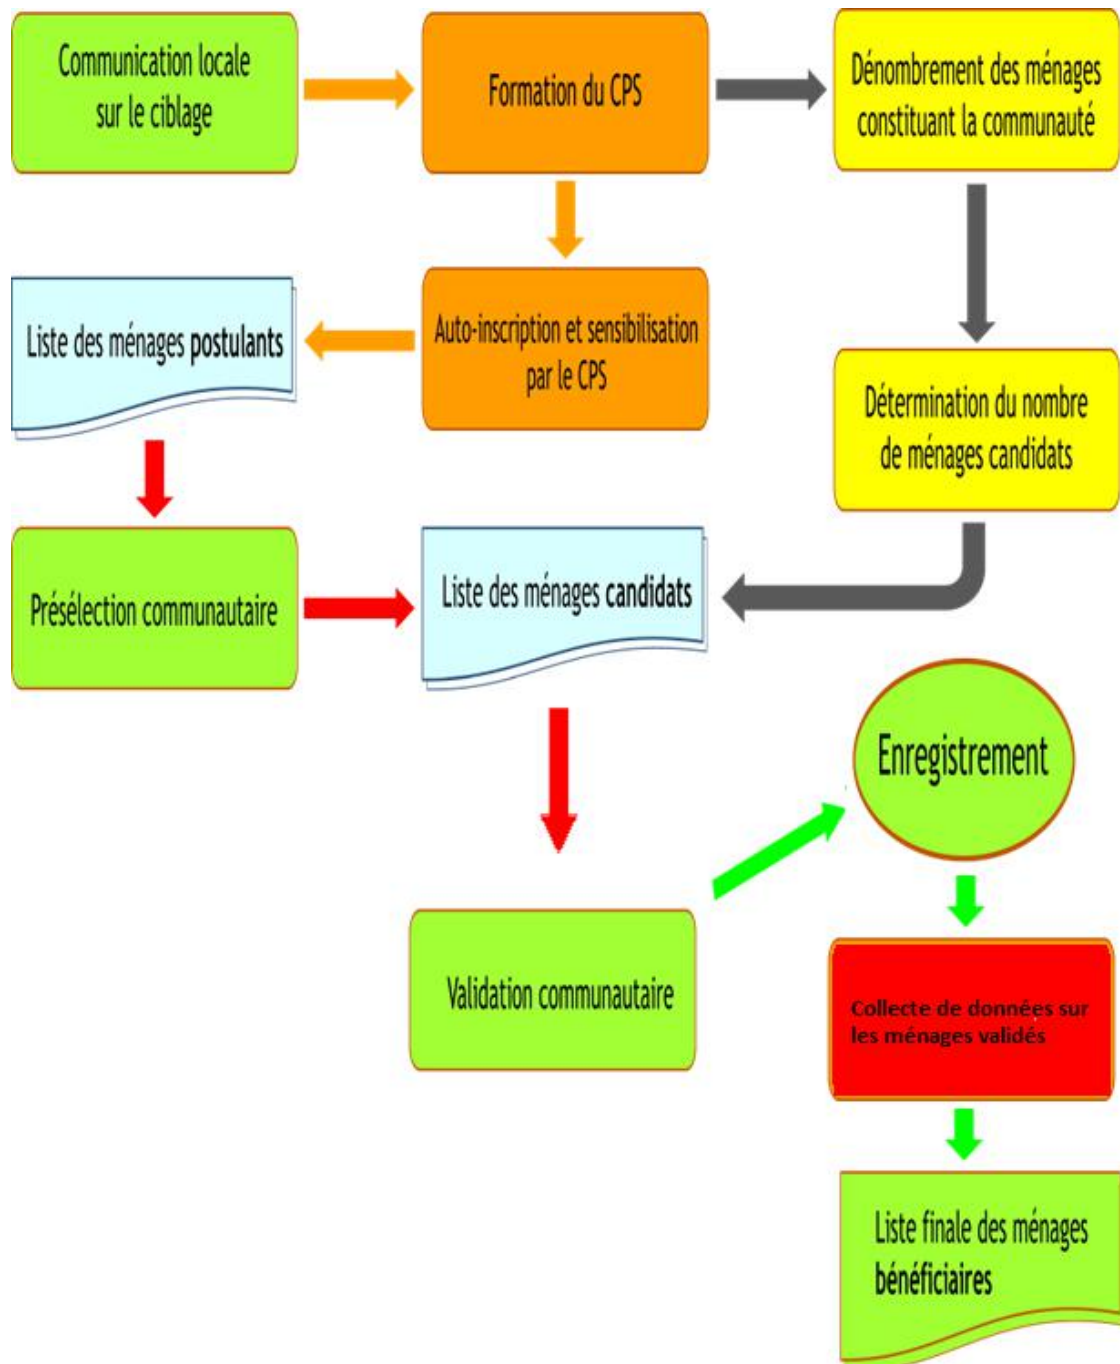 Communication locale
sur le ciblage
Formation du CPS
Dénombrement des ménages
constituant la communauté
Liste des ménages postulants
Auto-inscription et sensibilisation
par le CPS
Détermination du nombre
de ménages candidats
Présélection communautaire
Liste des ménages candidats
Enregistrement
Validation communautaire
Collecte de données sur
les ménages validés
Liste finale des ménages
bénéficiaires